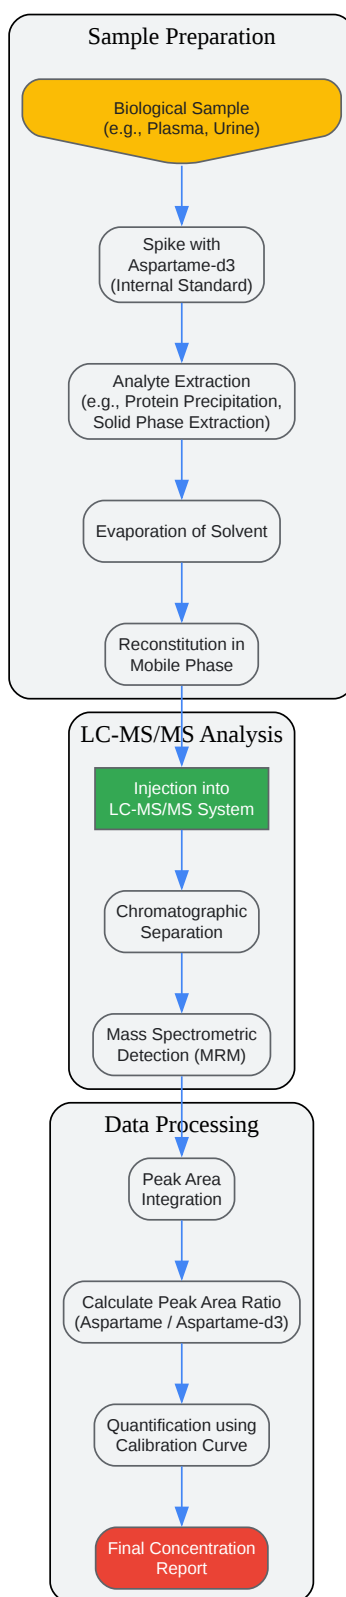 Sample Preparation
Biological Sample
(e.g., Plasma, Urine)
Spike with
Aspartame-d3
(Internal Standard)
Analyte Extraction
(e.g., Protein Precipitation,
Solid Phase Extraction)
Evaporation of Solvent
Reconstitution in
Mobile Phase
LC-MS/MS Analysis
Injection into
LC-MS/MS System
Chromatographic
Separation
Mass Spectrometric
Detection (MRM)
Data Processing
Peak Area
Integration
Calculate Peak Area Ratio
(Aspartame / Aspartame-d3)
Quantification using
Calibration Curve
Final Concentration
Report